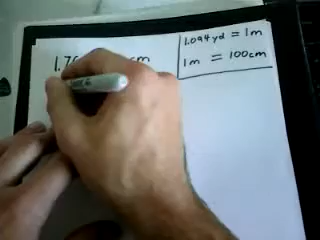 1.094yd = 1m
1m = 100cm
cm